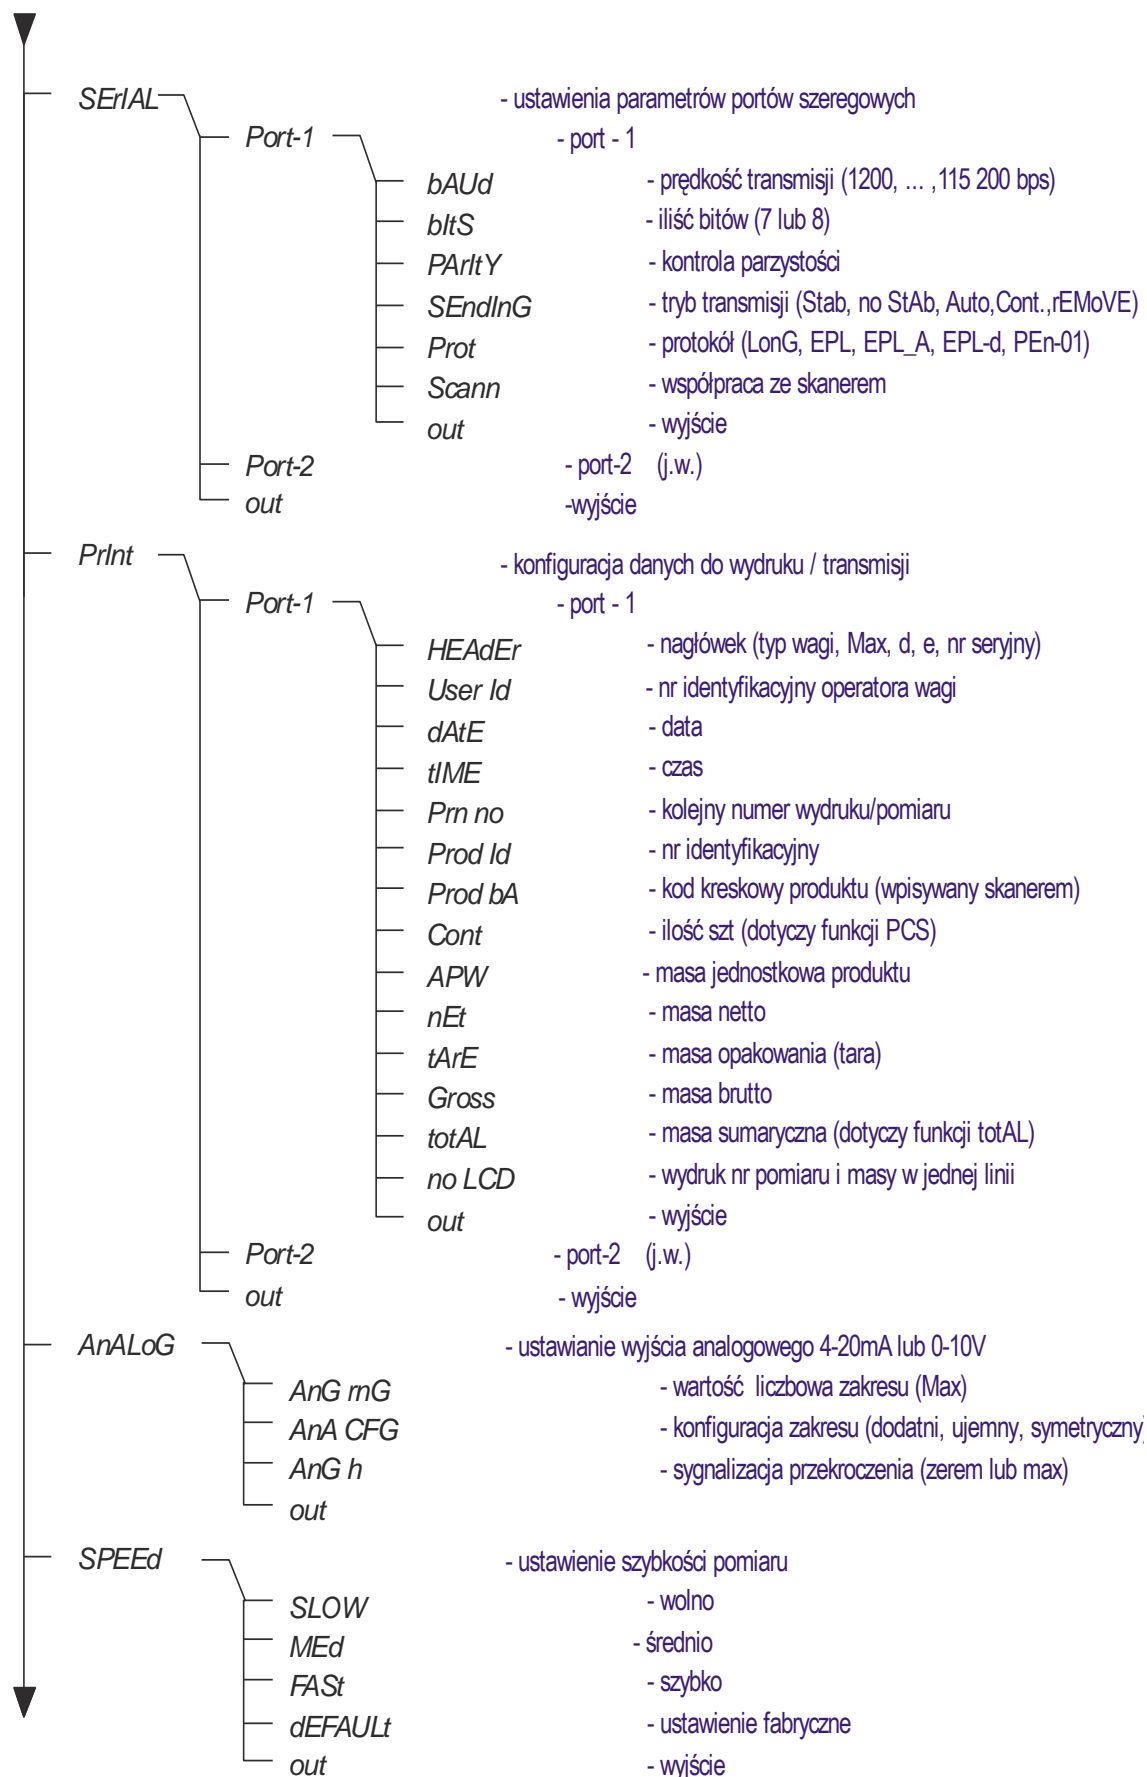 SErIAL - ustawienia parametrów portów szeregowych
Port-1 - port - 1
bAUd - prędkość transmisji (1200, ... ,115 200 bps)
bItS - iliść bitów (7 lub 8)
PArItY - kontrola parzystości
SEndInG - tryb transmisji (Stab, no StAb, Auto,Cont.,rEMoVE)
Prot - protokół (LonG, EPL, EPL_A, EPL-d, PEn-01)
Scann - współpraca ze skanerem
out - wyjście
Port-2 - port-2 (j.w.)
out -wyjście
PrInt - konfiguracja danych do wydruku / transmisji
Port-1 - port - 1
HEAdEr - nagłówek (typ wagi, Max, d, e, nr seryjny)
User Id - nr identyfikacyjny operatora wagi
dAtE - data
tIME - czas
Prn no - kolejny numer wydruku/pomiaru
Prod Id - nr identyfikacyjny
Prod bA - kod kreskowy produktu (wpisywany skanerem)
Cont - ilość szt (dotyczy funkcji PCS)
APW - masa jednostkowa produktu
nEt - masa netto
tArE - masa opakowania (tara)
Gross - masa brutto
totAL - masa sumaryczna (dotyczy funkcji totAL)
no LCD - wydruk nr pomiaru i masy w jednej linii
out - wyjście
Port-2 - port-2 (j.w.)
out - wyjście
AnALoG - ustawianie wyjścia analogowego 4-20mA lub 0-10V
AnG rnG - wartość liczbowa zakresu (Max)
AnA CFG - konfiguracja zakresu (dodatni, ujemny, symetryczny)
AnG h - sygnalizacja przekroczenia (zerem lub max)
out
SPEEd - ustawienie szybkości pomiaru
SLOW - wolno
MEd - średnio
FASt - szybko
dEFAULt - ustawienie fabryczne
out - wyjście